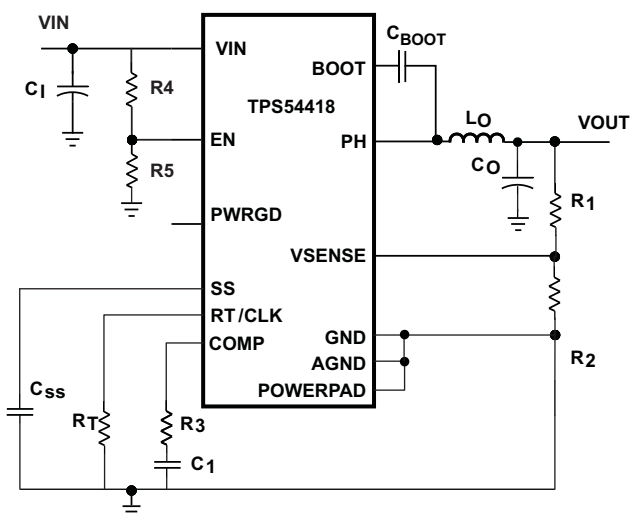 VIN
VIN
CBOOT
CI
R4
BOOT
TPS54418
LO
VOUT
EN
PH
R5
CO
R1
PWRGD
VSENSE
SS
RT/CLK
GND
COMP
AGND
R2
POWERPAD
Css
RT
R3
C1